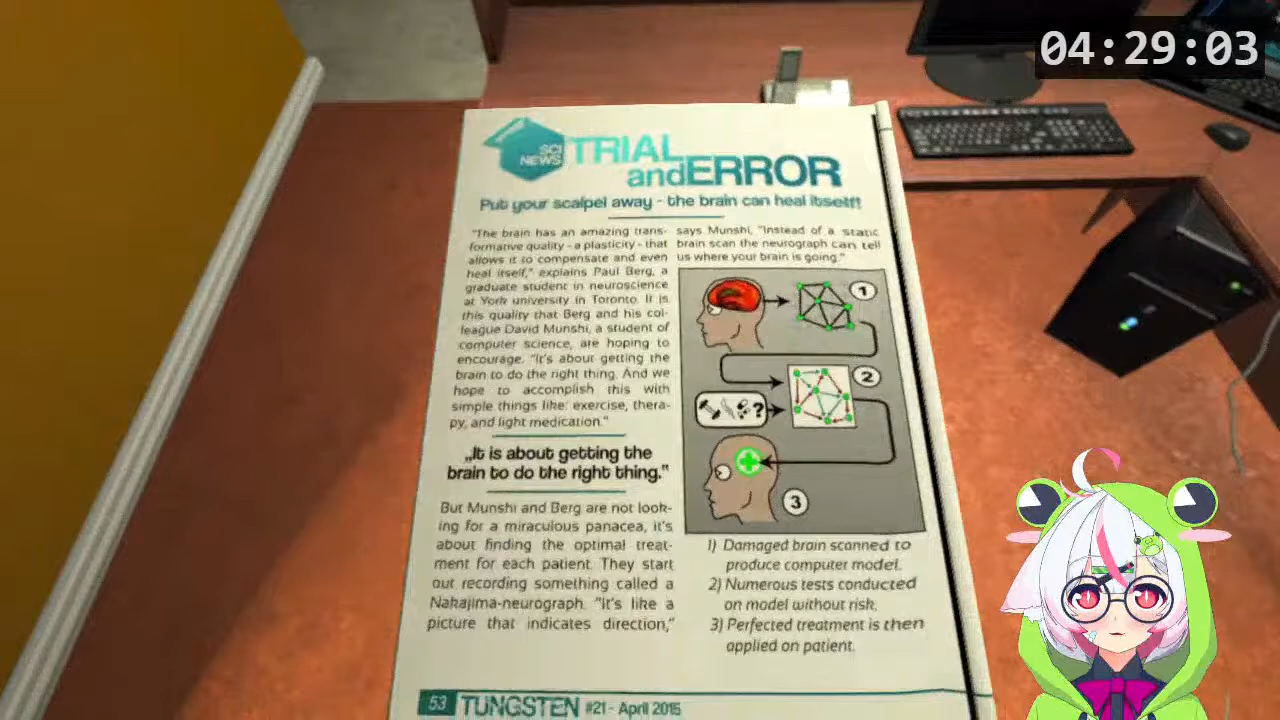 04:29:03
SCI
NEWS
TRIAL
andERROR
Put your scalpel away - the brain can heal itself!
"The brain has an amazing trans-
formative quality - a plasticity - that
allows it to compensate and even
heal itself," explains Paul Berg, a
graduate student in neuroscience
at York university in Toronto. It is
this quality that Berg and his col-
league David Munshi, a student of
computer science, are hoping to
encourage. "It's about getting the
brain to do the right thing. And we
hope to accomplish this with
simple things like: exercise, thera-
py, and light medication."
„It is about getting the
brain to do the right thing."
But Munshi and Berg are not look-
ing for a miraculous panacea, it's
about finding the optimal treat-
ment for each patient. They start
out recording something called a
Nakajima-neurograph. "It's like a
picture that indicates direction,"
says Munshi, "Instead of a static
brain scan the neurograph can tell
us where your brain is going."
1
2
?
3
1) Damaged brain scanned to
produce computer model.
2) Numerous tests conducted
on model without risk.
3) Perfected treatment is then
applied on patient.
53 TUNGSTEN #21 - April 2015